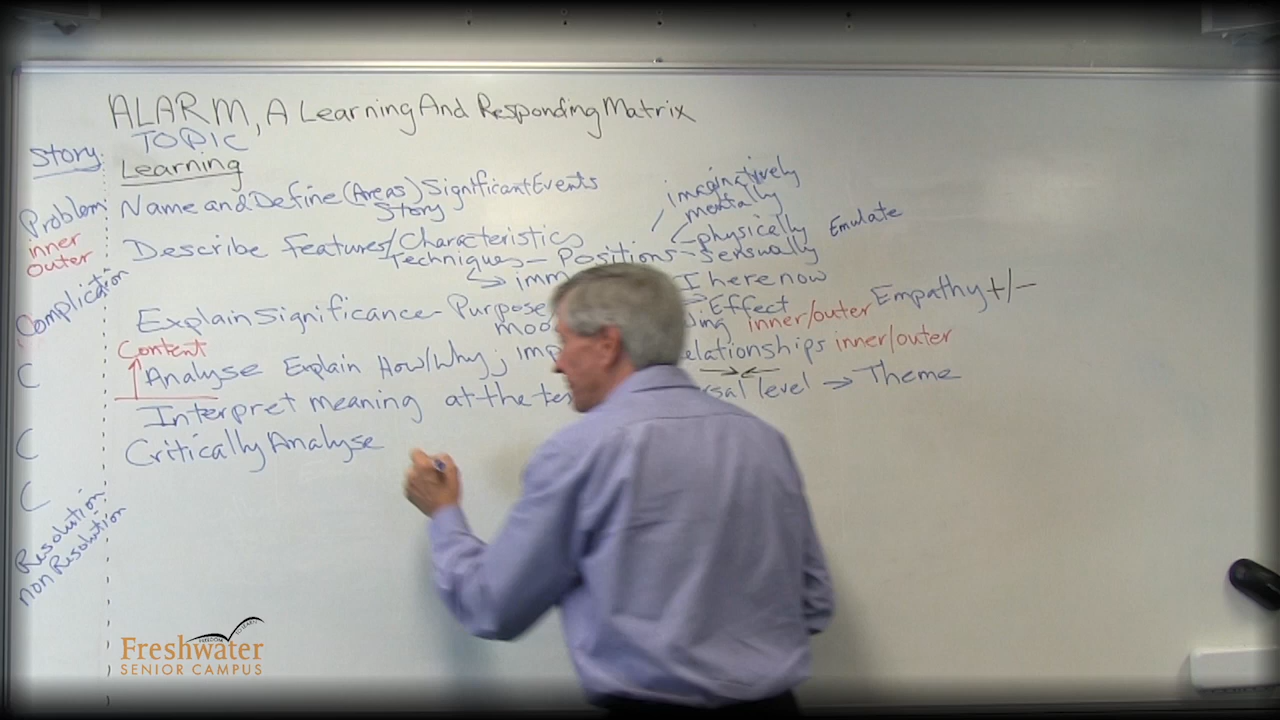 ALARM, A Learning And Responding Matrix
TOPIC
Story
Learning
Problem
inner
outer
Complication
C
C
C
Resolution
non Resolution
Name and Define (Areas) Significant Events
Story
Describe Features/Characteristics
Techniques - Positions - sensually
physically
mentally
imaginatively
Emulate
I here now
Explain Significance - Purpose Effect
inner/outer Empathy +/-
Content
Analyse Explain How/Why; relationships inner/outer
Interpret meaning at the level → Theme
Critically Analyse
Freshwater
SENIOR CAMPUS